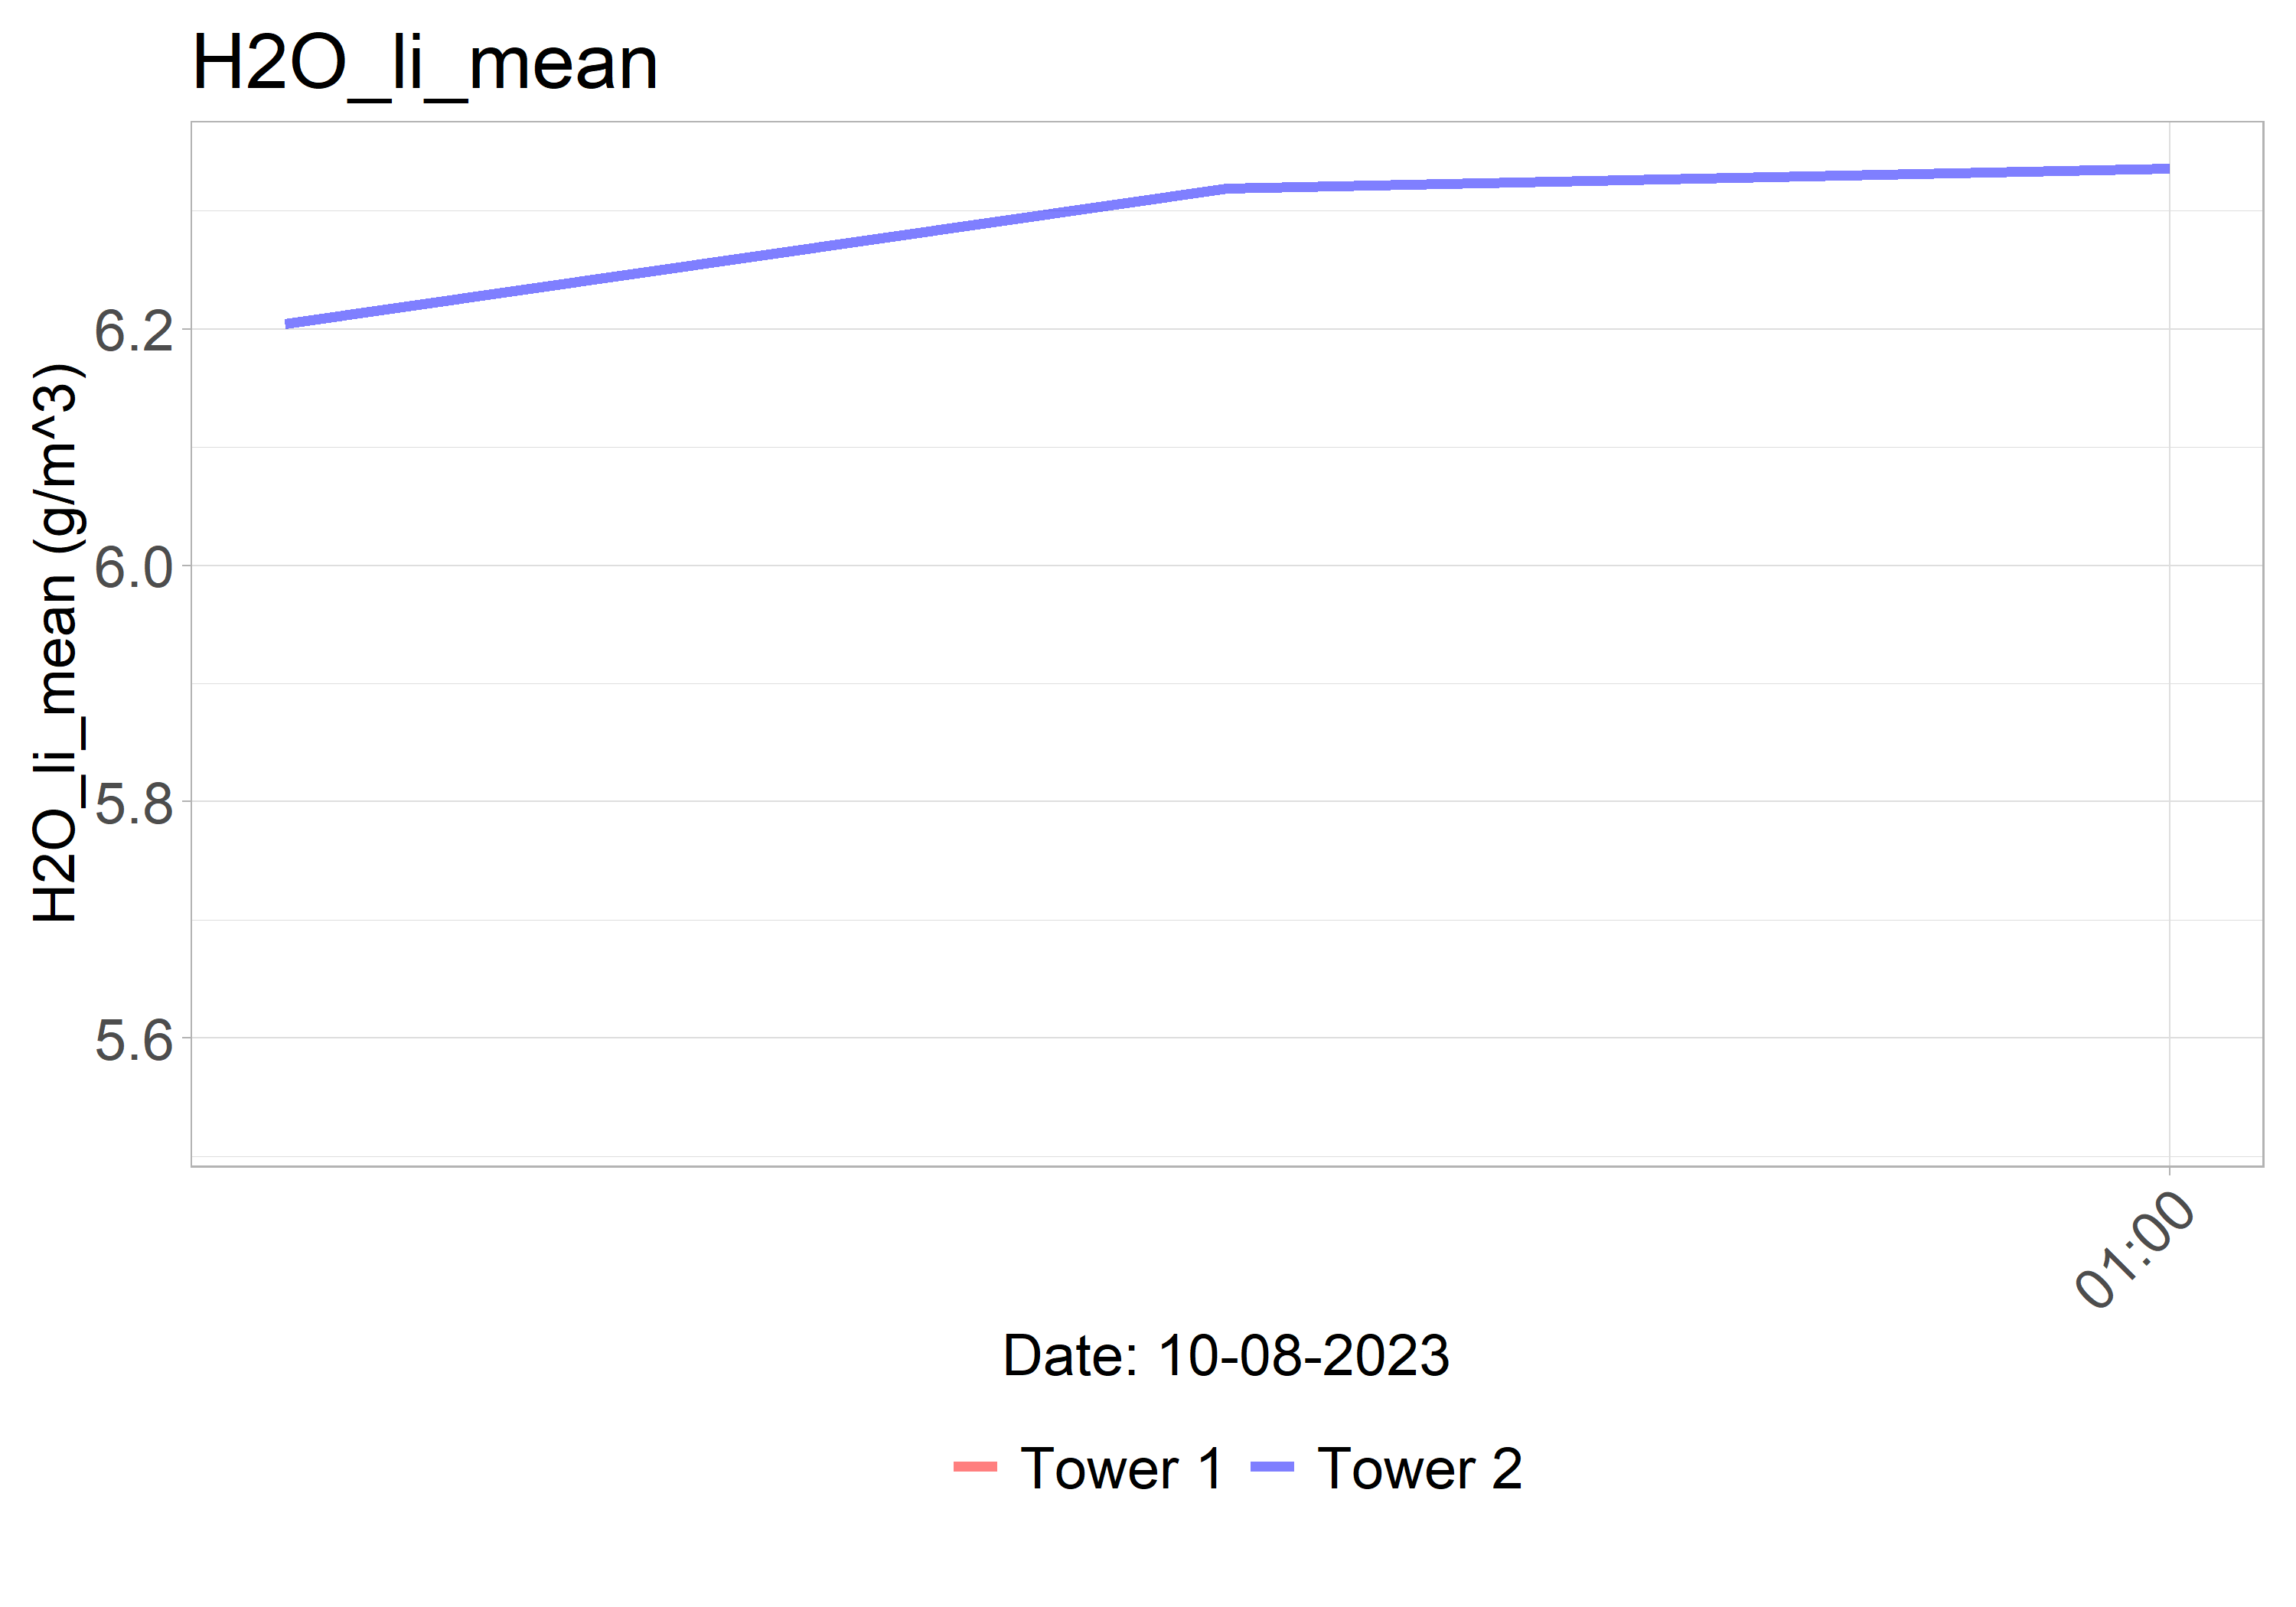 H2O_li_mean
H2O_li_mean (g/m^3)
6.2
6.0
5.8
5.6
01:00
Date: 10-08-2023
Tower 1 Tower 2